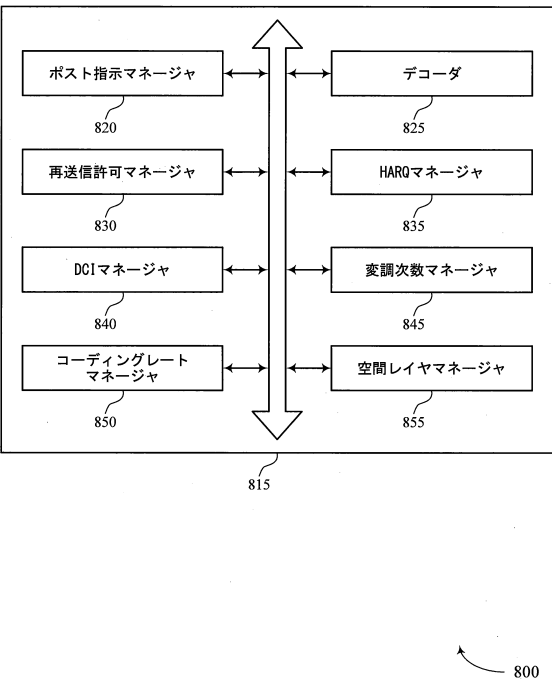 ポスト指示マネージャ
デコーダ
820
825
再送信許可マネージャ
HARQマネージャ
830
835
DCIマネージャ
変調次数マネージャ
840
845
コーディングレート
マネージャ
空間レイヤマネージャ
850
855
815
800